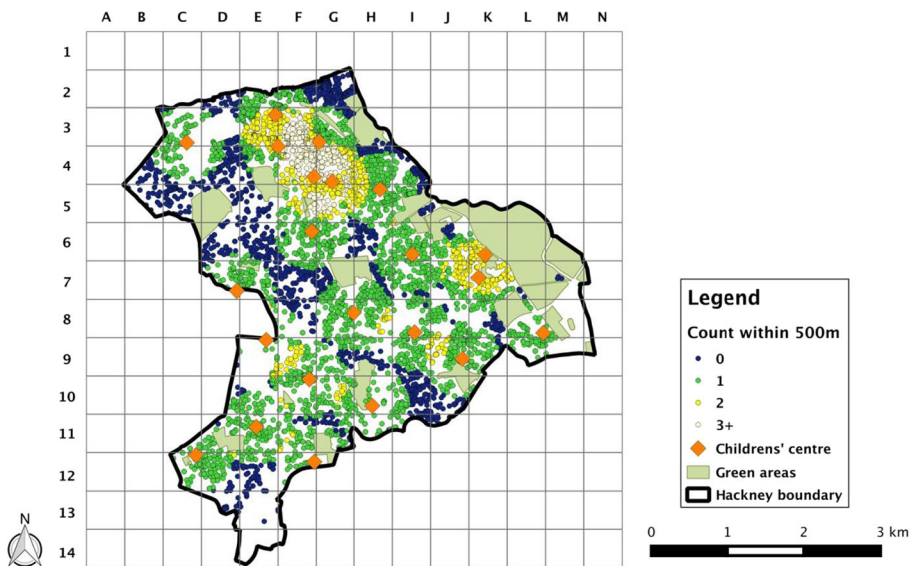 A B C D E F G H I J K L M N
1
2
3
4
5
6
7
8
9
10
11
12
13
14
Legend
Count within 500m
0
1
2
3+
Childrens' centre
Green areas
Hackney boundary
N
0 1 2 3 km